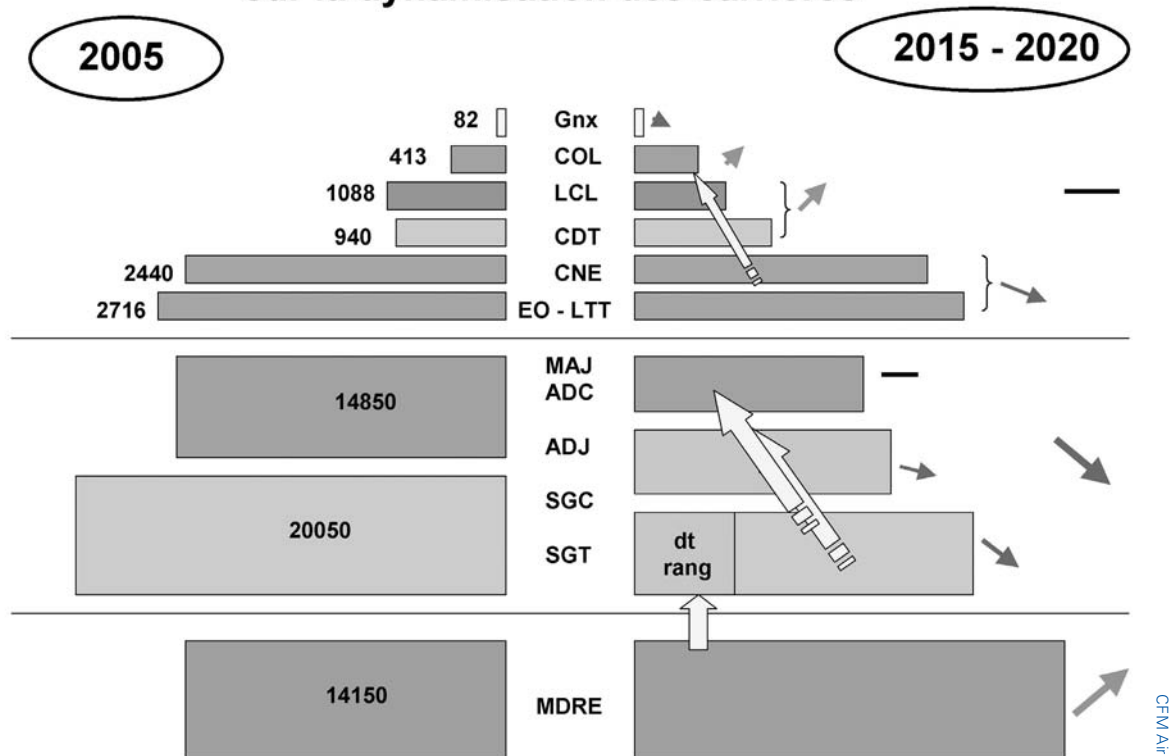 2005
2015 - 2020
82 Gnx
413 COL
1088 LCL
940 CDT
2440 CNE
2716 EO - LTT
MAJ
14850 ADC
ADJ
SGC
20050
SGT
dt
rang
14150 MDRE
CFM Air